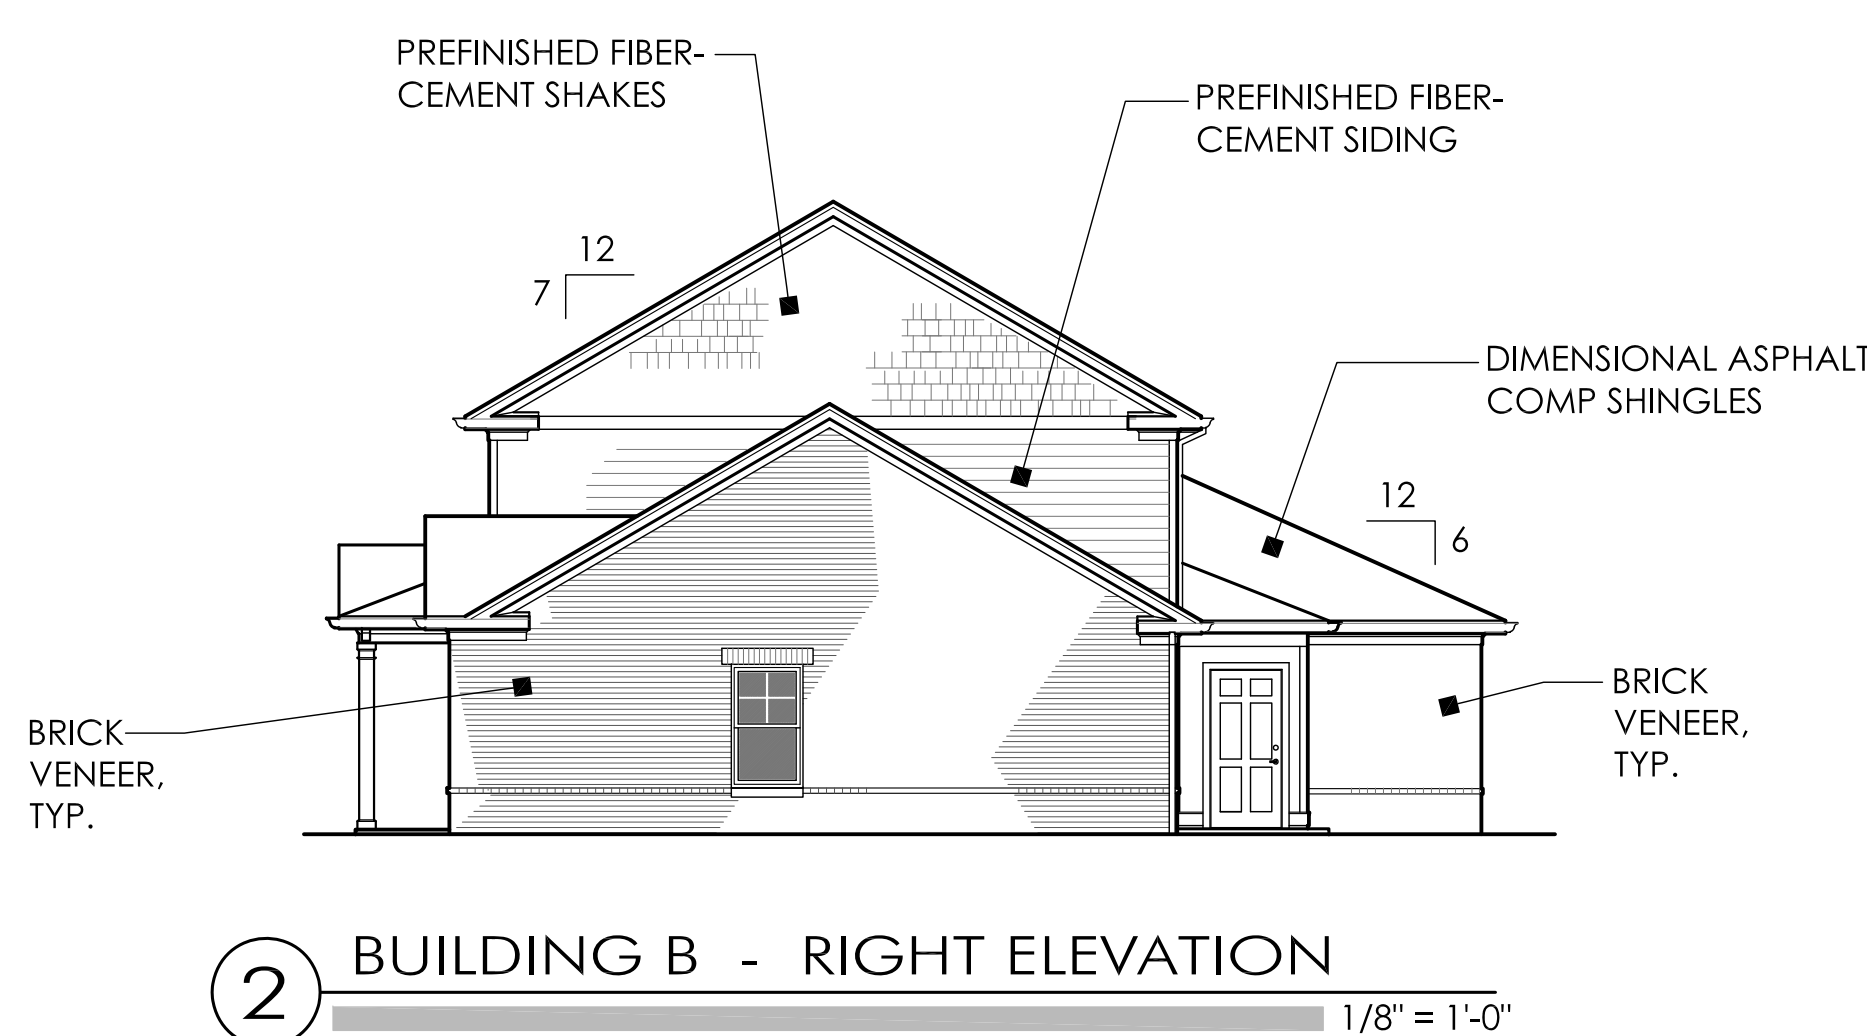 PREFINISHED FIBER-
CEMENT SHAKES
PREFINISHED FIBER-
CEMENT SIDING
12
7
DIMENSIONAL ASPHALT
COMP SHINGLES
12
6
BRICK
VENEER,
TYP.
BRICK
VENEER,
TYP.
2
BUILDING B - RIGHT ELEVATION
1/8" = 1'-0"